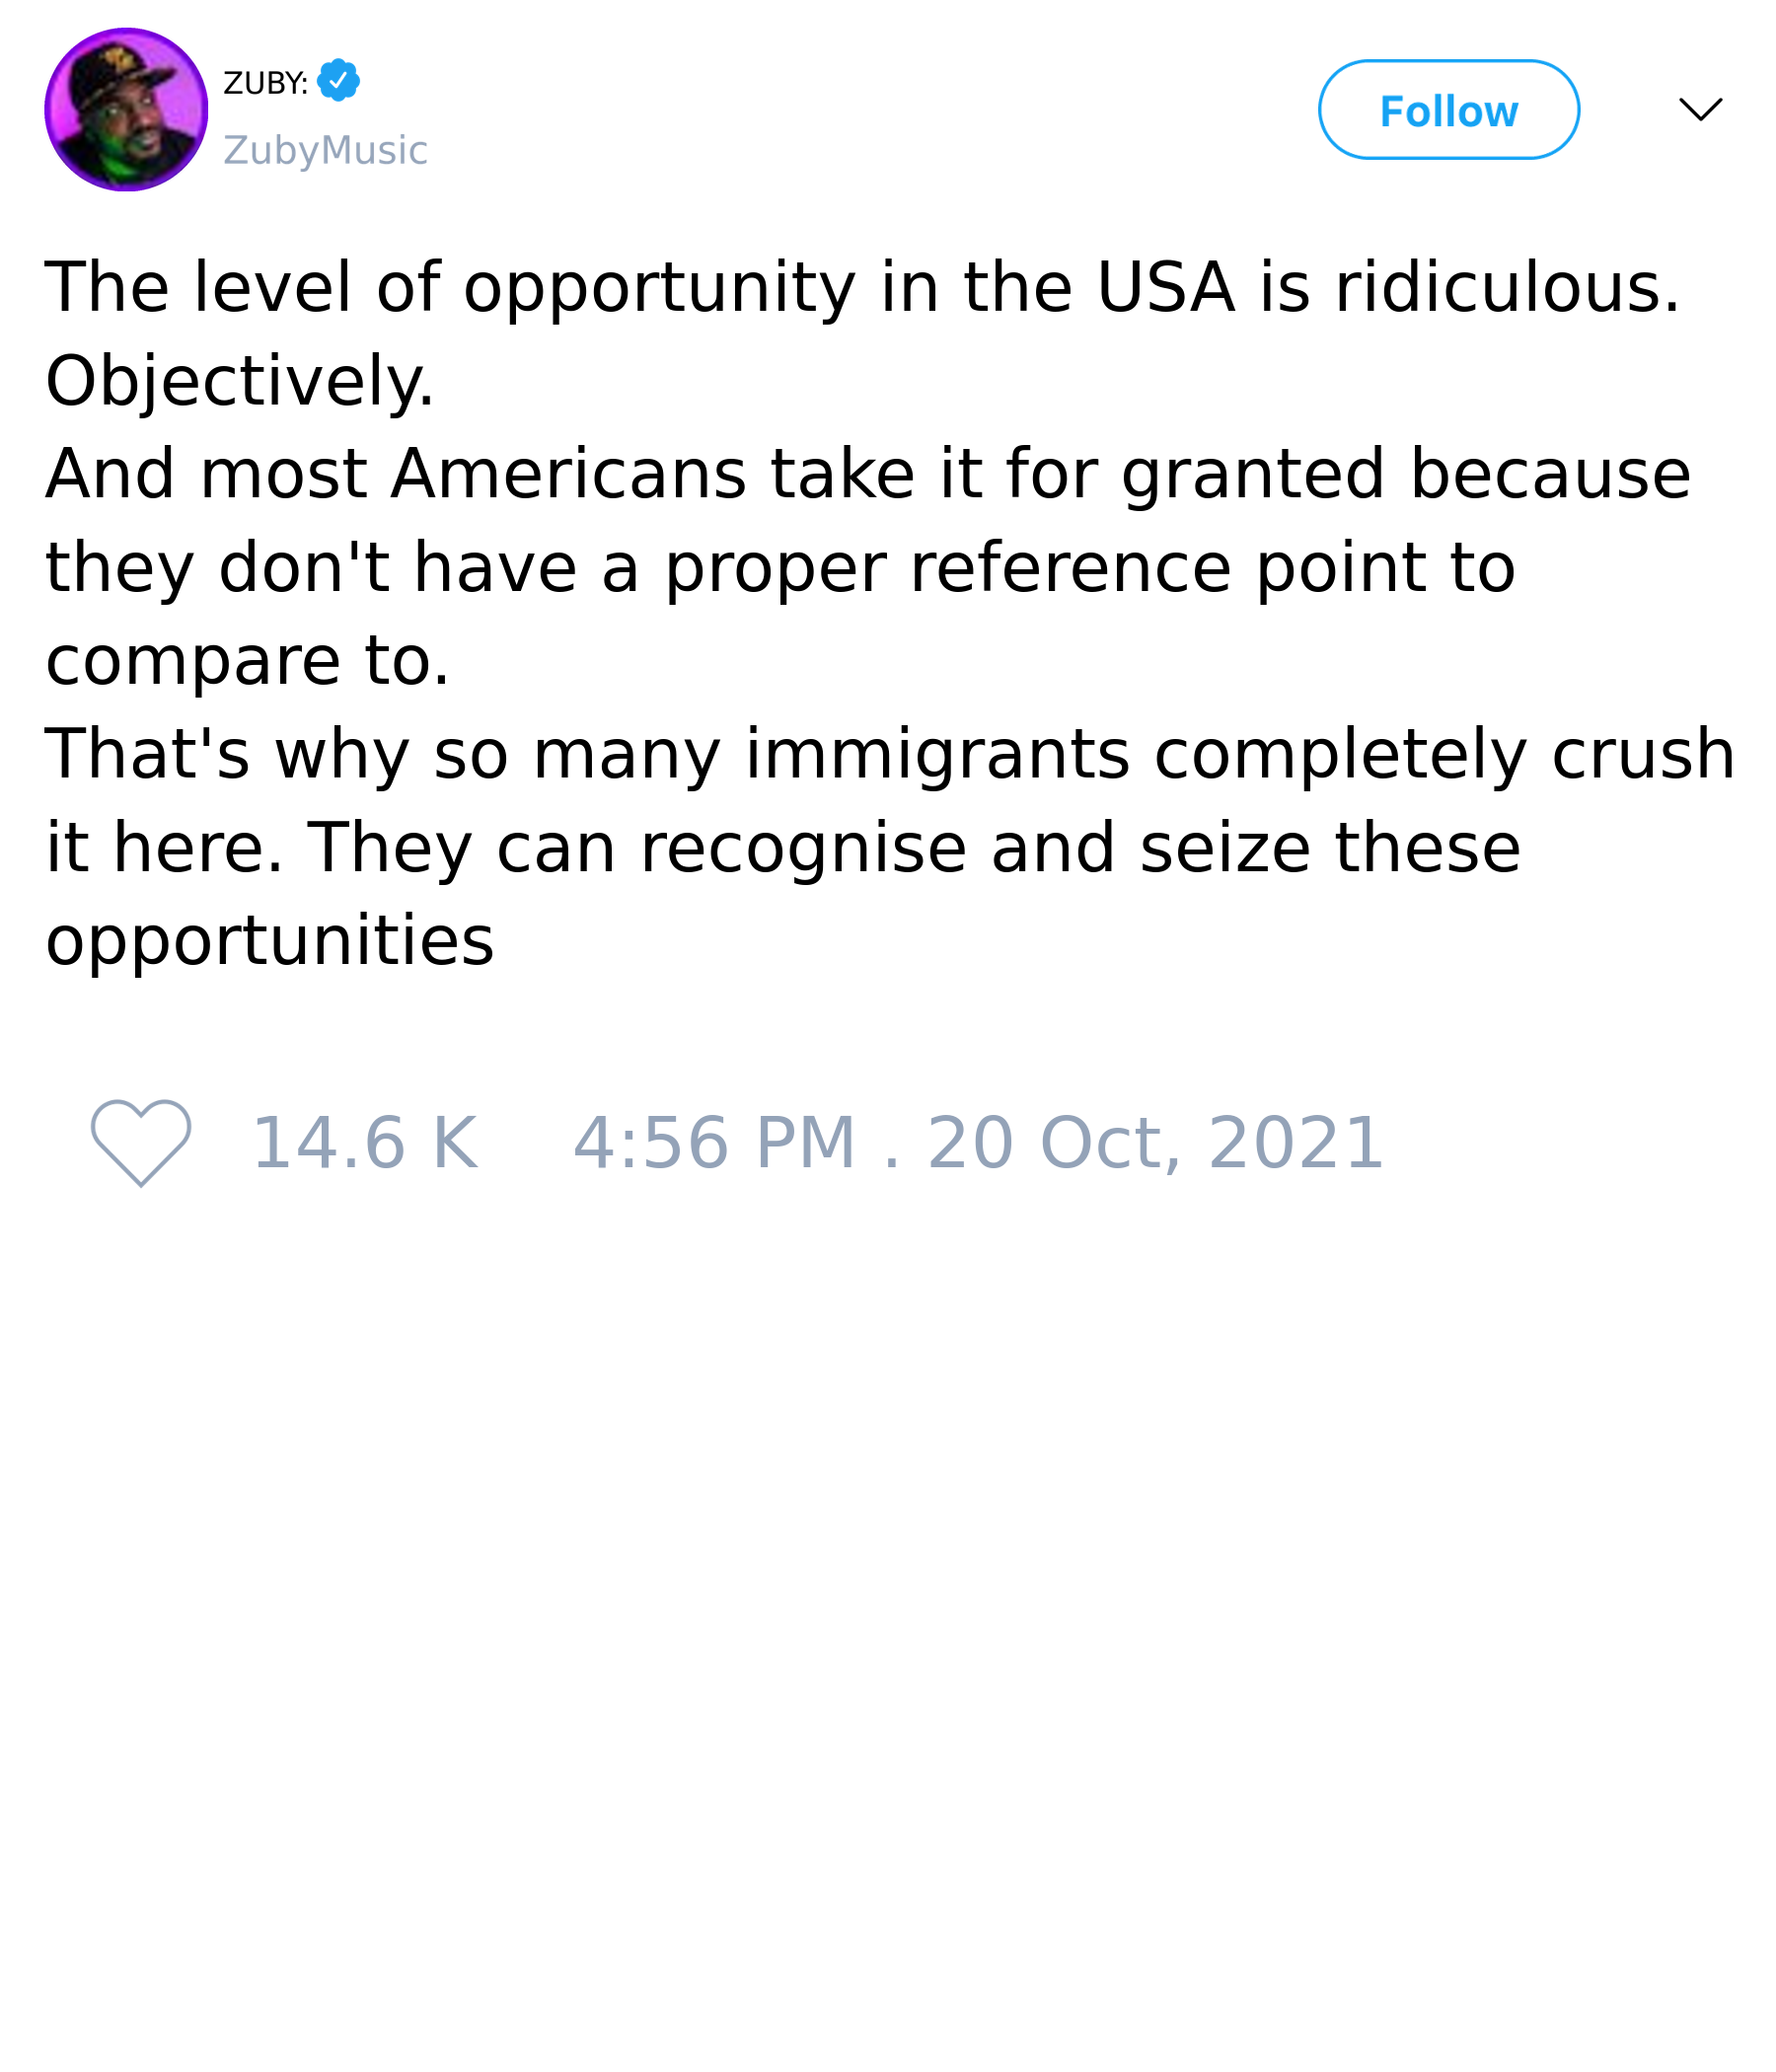 ZUBY:
ZubyMusic
Follow
The level of opportunity in the USA is ridiculous.
Objectively.
And most Americans take it for granted because
they don't have a proper reference point to
compare to.
That's why so many immigrants completely crush
it here. They can recognise and seize these
opportunities
14.6 K 4:56 PM . 20 Oct, 2021